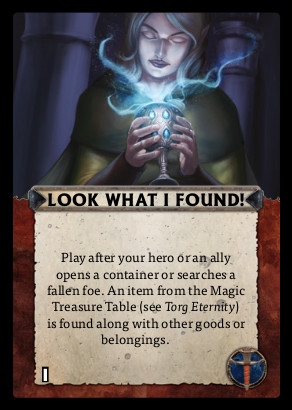 LOOK WHAT I FOUND!
Play after your hero or an ally
opens a container or searches a
fallen foe. An item from the Magic
Treasure Table (see Torg Eternity)
is found along with other goods or
belongings.